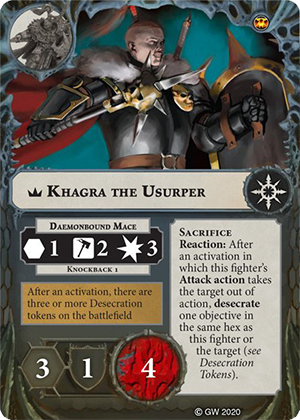 Khagra the Usurper
Daemonbound Mace
1 2 3
Knockback 1
After an activation, there are
three or more Desecration
tokens on the battlefield
Sacrifice
Reaction: After
an activation in
which this fighter's
Attack action takes
the target out of
action, desecrate
one objective in
the same hex as
this fighter or
the target (see
Desecration
Tokens).
3 1 4
© GW 2020